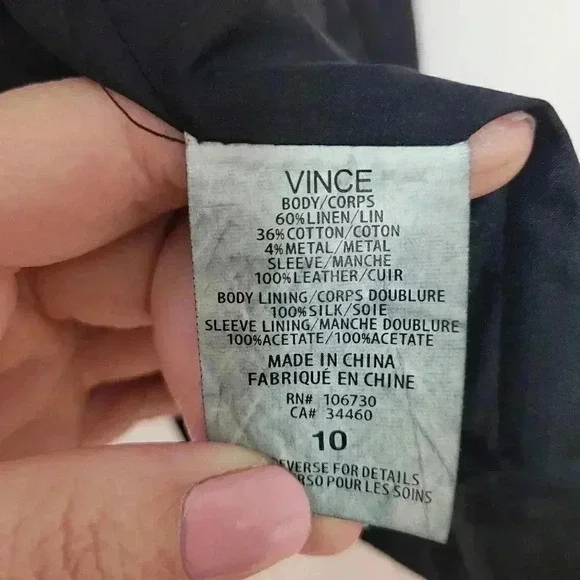 VINCE
BODY/CORPS
60%LINEN/LIN
36%COTTON/COTON
4%METAL/METAL
SLEEVE/MANCHE
100%LEATHER/CUIR
BODY LINING/CORPS DOUBLURE
100%SILK/SOIE
SLEEVE LINING/MANCHE DOUBLURE
100%ACETATE/100%ACETATE
MADE IN CHINA
FABRIQUÉ EN CHINE
RN# 106730
CA# 34460
10
EVERSE FOR DETAILS
ERSO POUR LES SOINS